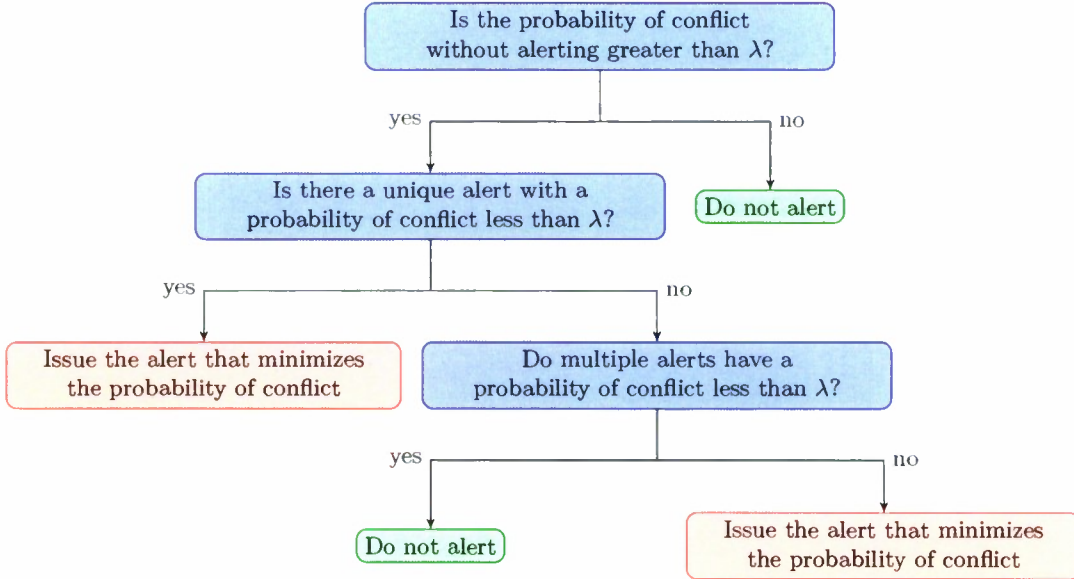 Is the probability of conflict
without alerting greater than λ?
yes
no
Is there a unique alert with a
probability of conflict less than λ?
Do not alert
yes
no
Issue the alert that minimizes
the probability of conflict
Do multiple alerts have a
probability of conflict less than λ?
yes
no
Do not alert
Issue the alert that minimizes
the probability of conflict